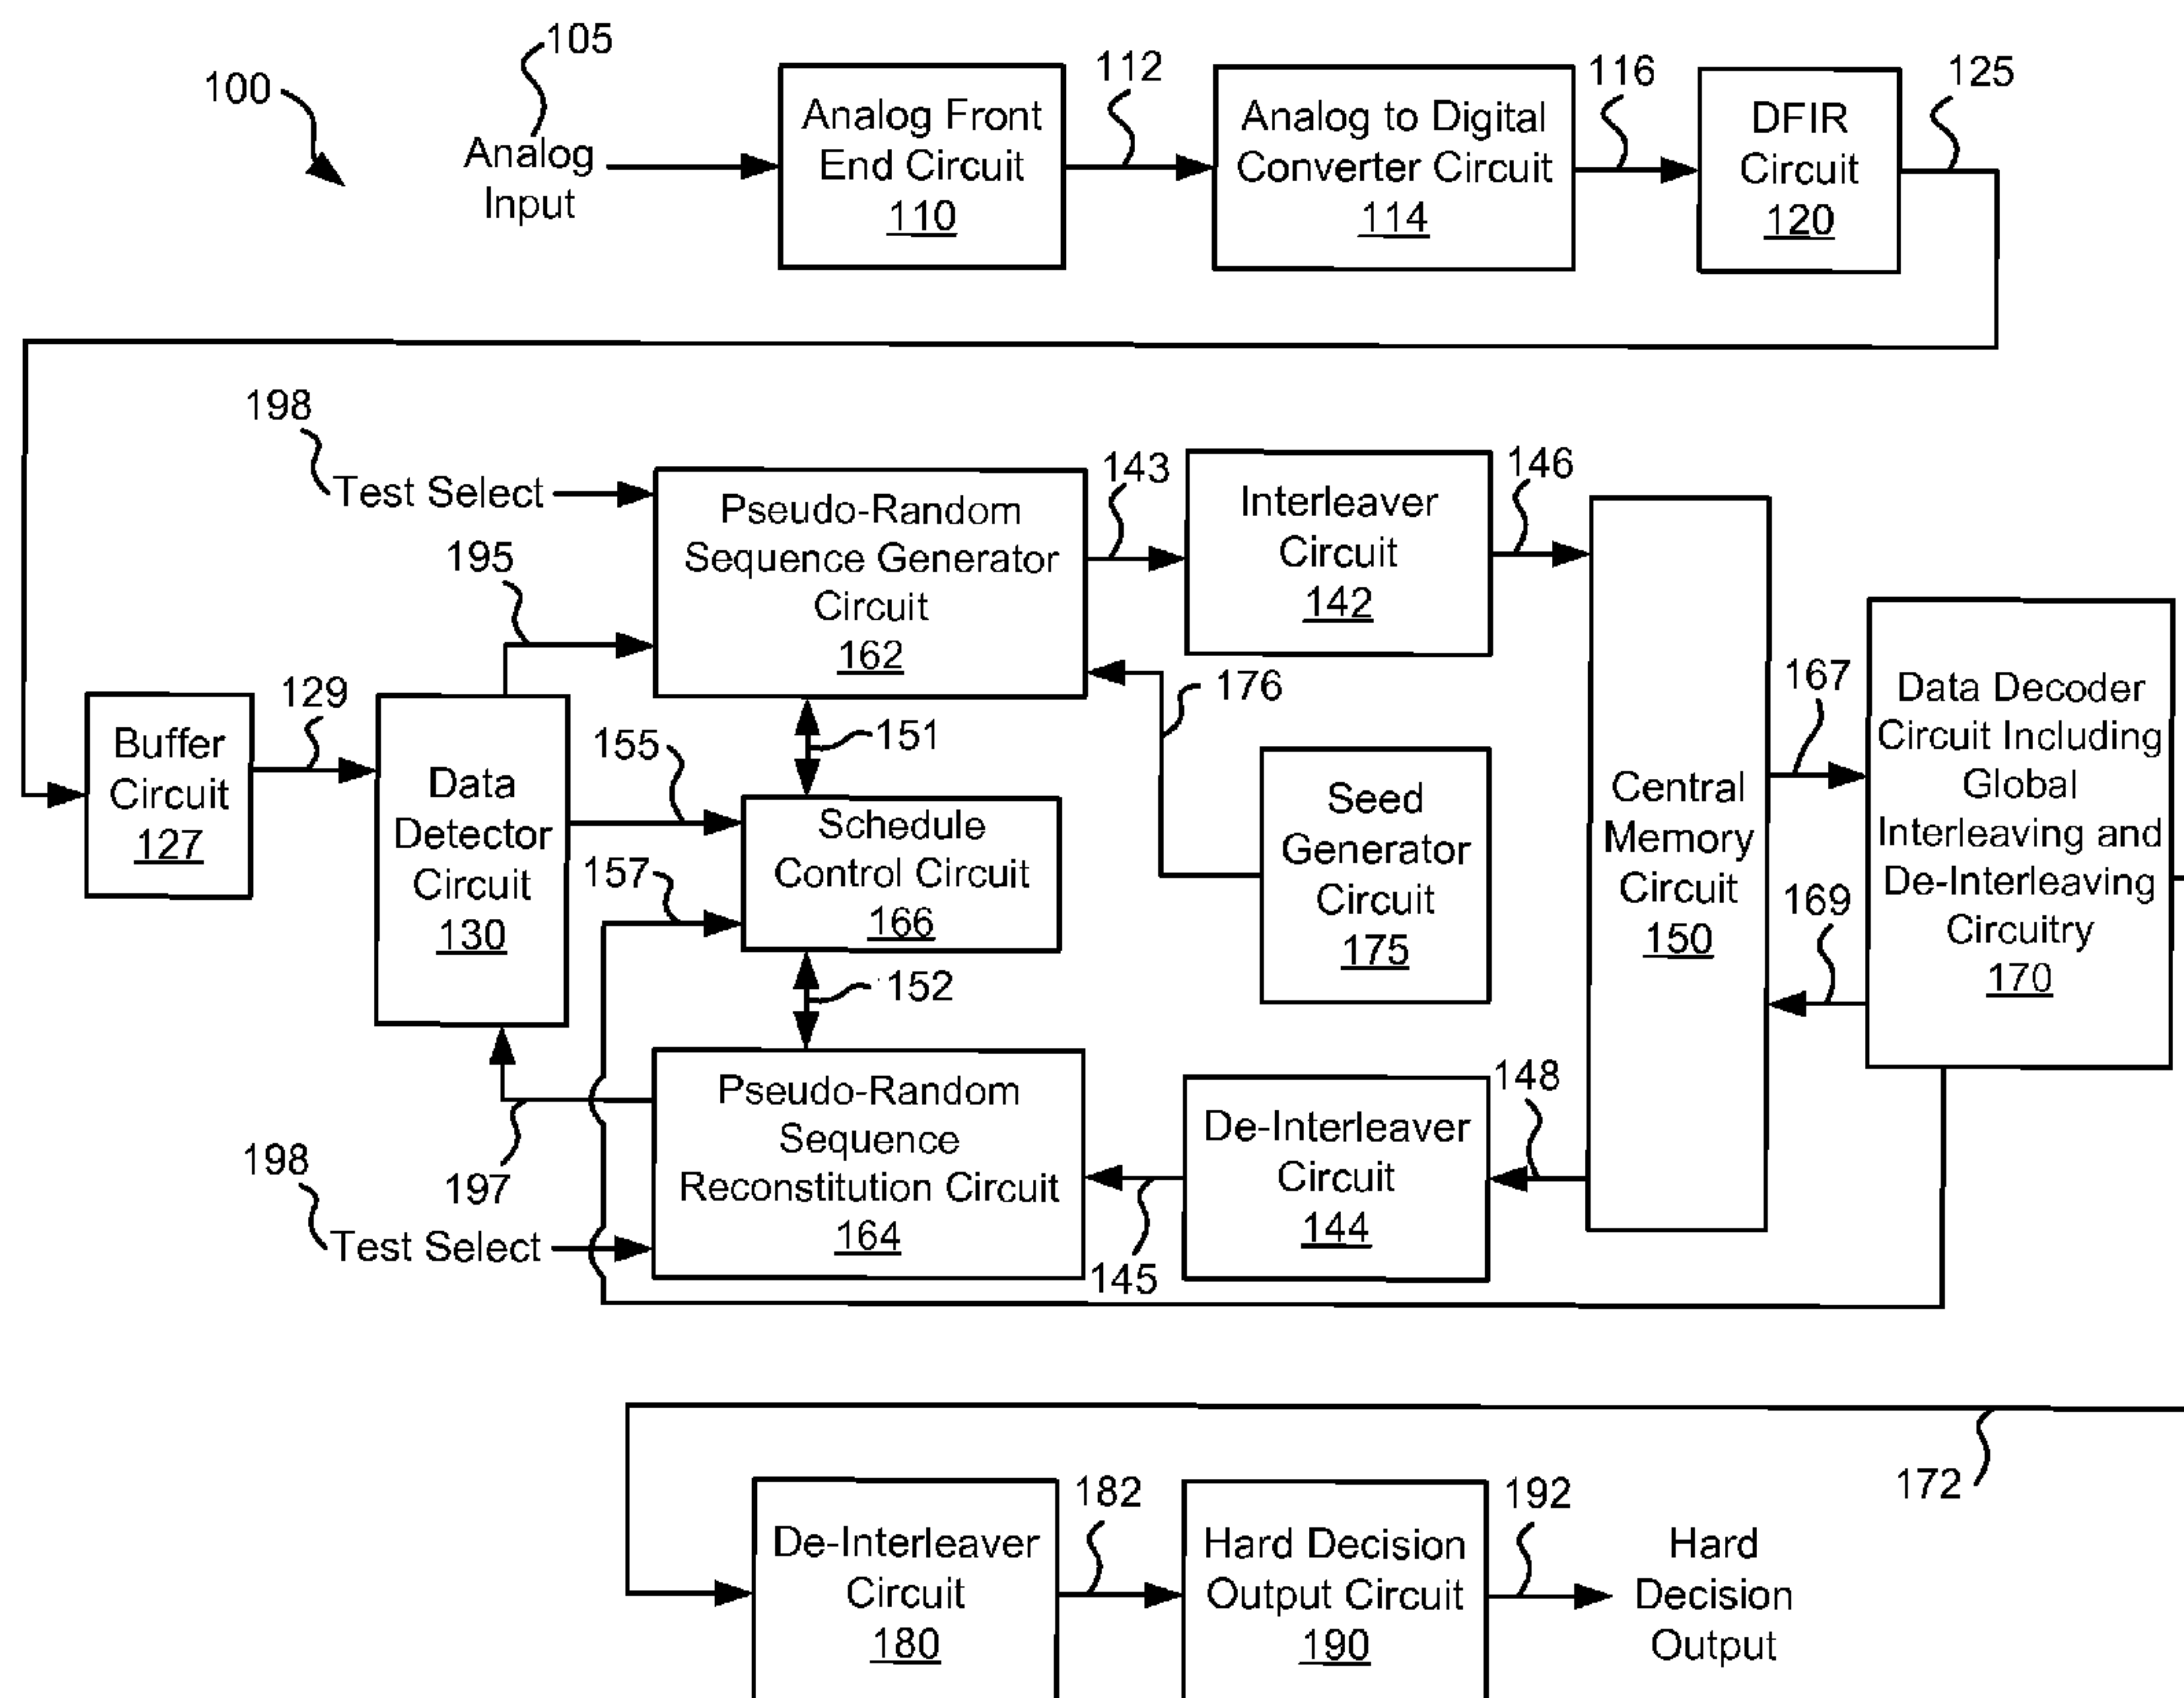 100
105
Analog
Input
Analog Front
End Circuit
110
112
Analog to Digital
Converter Circuit
114
116
DFIR
Circuit
120
125
198
Test Select
195
Pseudo-Random
Sequence Generator
Circuit
162
143
Interleaver
Circuit
142
146
176
Buffer
Circuit
127
129
Data
Detector
Circuit
130
155
157
151
Schedule
Control Circuit
166
152
Seed
Generator
Circuit
175
Central
Memory
Circuit
150
167
169
Data Decoder
Circuit Including
Global
Interleaving and
De-Interleaving
Circuitry
170
197
198
Test Select
Pseudo-Random
Sequence
Reconstitution Circuit
164
145
De-Interleaver
Circuit
144
148
172
De-Interleaver
Circuit
180
182
Hard Decision
Output Circuit
190
192
Hard
Decision
Output